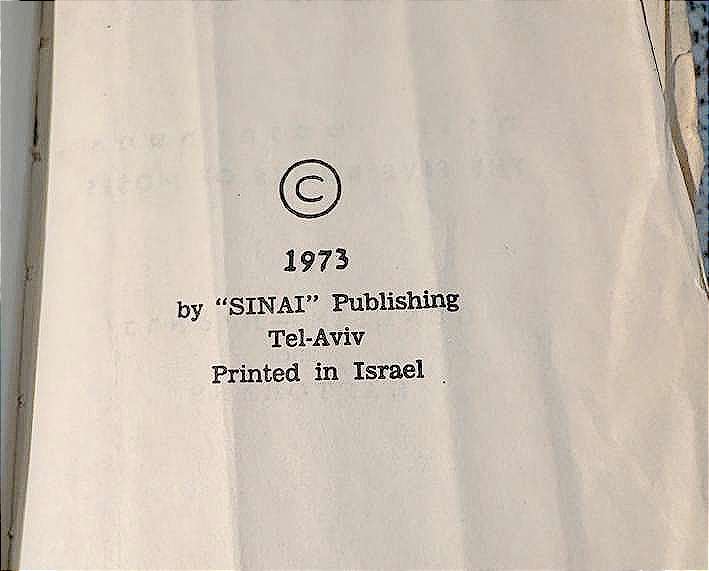 ©
1973
by “SINAI” Publishing
Tel-Aviv
Printed in Israel